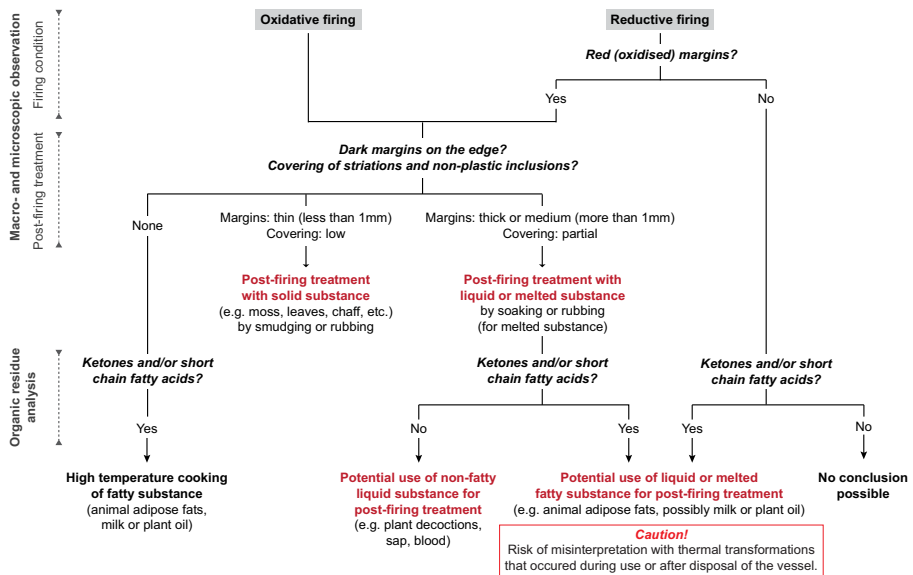 Oxidative firing
Reductive firing
Red (oxidised) margins?
Yes
No
Macro- and microscopic observation
Firing condition
Post-firing treatment
Dark margins on the edge?
Covering of striations and non-plastic inclusions?
None
Margins: thin (less than 1mm)
Covering: low
Margins: thick or medium (more than 1mm)
Covering: partial
Post-firing treatment
with solid substance
(e.g. moss, leaves, chaff, etc.)
by smudging or rubbing
Post-firing treatment with
liquid or melted substance
by soaking or rubbing
(for melted substance)
Organic residue
analysis
Ketones and/or short
chain fatty acids?
Ketones and/or short
chain fatty acids?
Ketones and/or short
chain fatty acids?
Yes
No
Yes
Yes
No
High temperature cooking
of fatty substance
(animal adipose fats,
milk or plant oil)
Potential use of non-fatty
liquid substance for
post-firing treatment
(e.g. plant decoctions,
sap, blood)
Potential use of liquid or melted
fatty substance for post-firing treatment
(e.g. animal adipose fats, possibly milk or plant oil)
No conclusion
possible
Caution!
Risk of misinterpretation with thermal transformations
that occured during use or after disposal of the vessel.